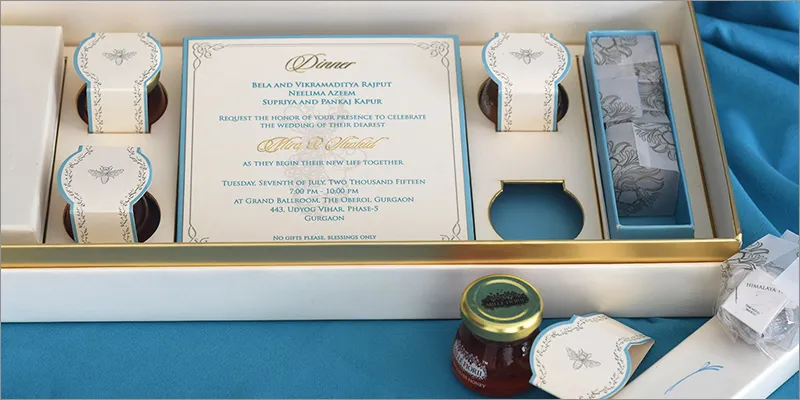 Dinner
BELA AND VIKRAMADITYA RAJPUT
NEELIMA AZEEM
SUPRIYA AND PANKAJ KAPUR
REQUEST THE HONOR OF YOUR PRESENCE TO CELEBRATE
THE WEDDING OF THEIR DEAREST
Mira & Shahid
AS THEY BEGIN THEIR NEW LIFE TOGETHER
TUESDAY, SEVENTH OF JULY, TWO THOUSAND FIFTEEN
7:00 PM - 10:00 PM
AT GRAND BALLROOM, THE OBEROI, GURGAON
443, UDYOG VIHAR, PHASE-5
GURGAON
NO GIFTS PLEASE, BLESSINGS ONLY
HIMALAYA
HONEY